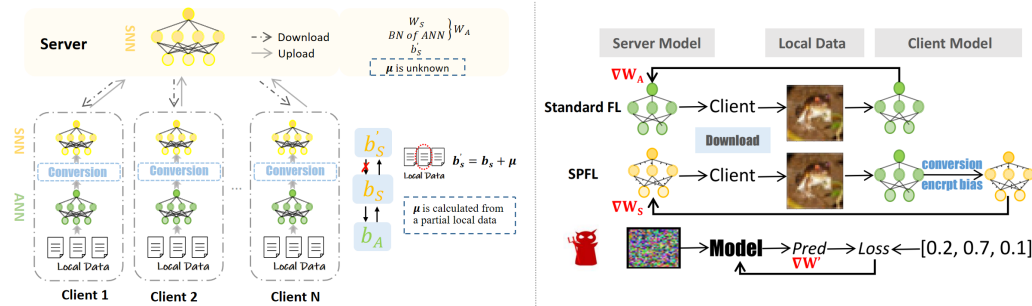 Server
SNN
Download
Upload
W_S
BN of ANN } W_A
b_S'
μ is unknown
SNN
ANN
Conversion
Conversion
Conversion
...
Local Data
Local Data
Local Data
Client 1
Client 2
Client N
b_S'
b_S
b_A
Local Data
b_s' = b_s + μ
μ is calculated from
a partial local data
Server Model
Local Data
Client Model
∇W_A
Standard FL
Client
Download
SPFL
Client
conversion
encrpt bias
∇W_S
Model
Pred
Loss
[0.2, 0.7, 0.1]
∇W'